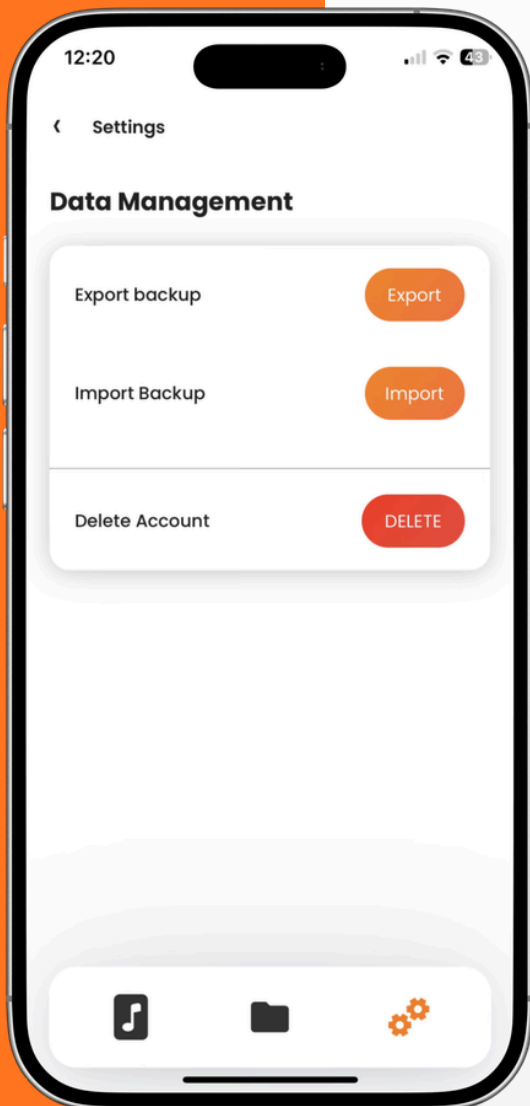 12:20
43
Settings
Data Management
Export backup
Export
Import Backup
Import
Delete Account
DELETE